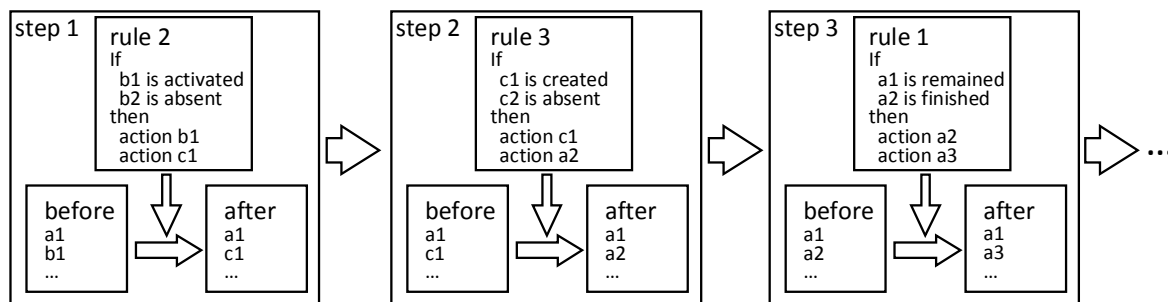 step 1
rule 2
If
b1 is activated
b2 is absent
then
action b1
action c1
before
a1
b1
...
after
a1
c1
...
step 2
rule 3
If
c1 is created
c2 is absent
then
action c1
action a2
before
a1
c1
...
after
a1
a2
...
step 3
rule 1
If
a1 is remained
a2 is finished
then
action a2
action a3
before
a1
a2
...
after
a1
a3
...
...